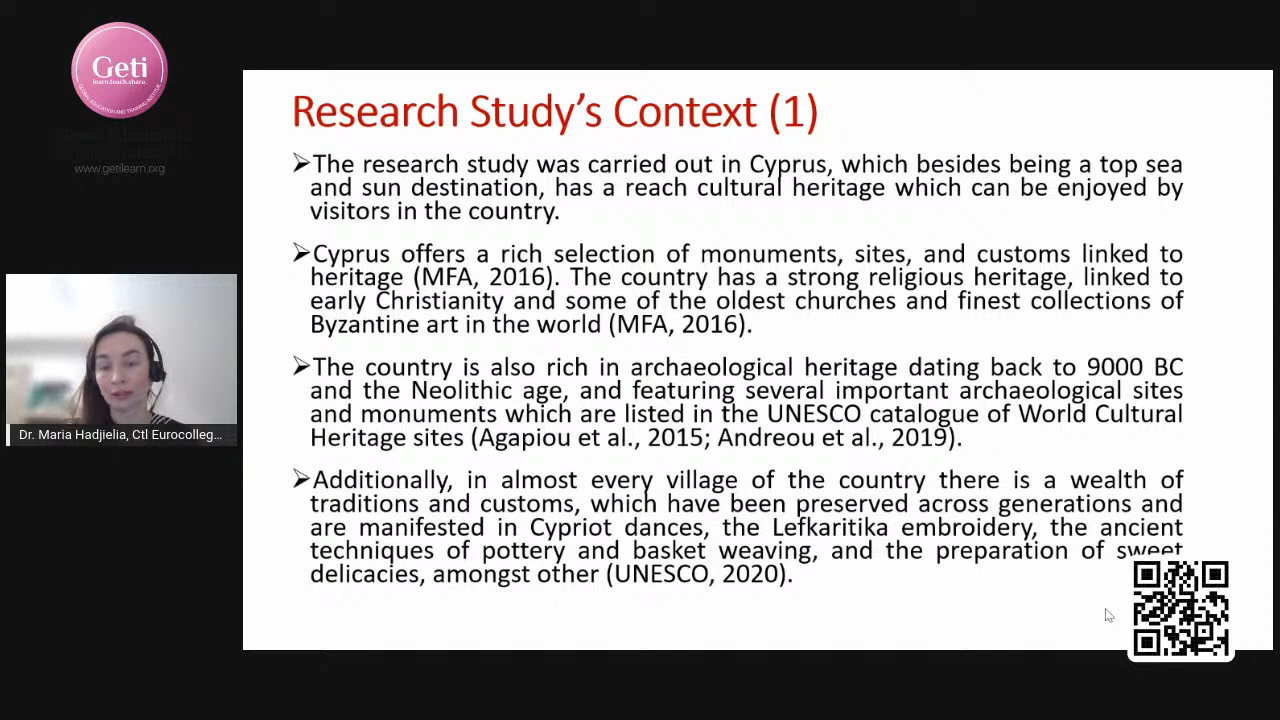 Geti
learn.teach.share.
GLOBAL EDUCATION AND TRAINING INSTITUTE
www.getilearn.org
Research Study's Context (1)
➢The research study was carried out in Cyprus, which besides being a top sea
and sun destination, has a reach cultural heritage which can be enjoyed by
visitors in the country.
➢Cyprus offers a rich selection of monuments, sites, and customs linked to
heritage (MFA, 2016). The country has a strong religious heritage, linked to
early Christianity and some of the oldest churches and finest collections of
Byzantine art in the world (MFA, 2016).
➢The country is also rich in archaeological heritage dating back to 9000 BC
and the Neolithic age, and featuring several important archaeological sites
and monuments which are listed in the UNESCO catalogue of World Cultural
Heritage sites (Agapiou et al., 2015; Andreou et al., 2019).
➢Additionally, in almost every village of the country there is a wealth of
traditions and customs, which have been preserved across generations and
are manifested in Cypriot dances, the Lefkaritika embroidery, the ancient
techniques of pottery and basket weaving, and the preparation of sweet
delicacies, amongst other (UNESCO, 2020).
Dr. Maria Hadjielia, Ctl Eurocolleg...